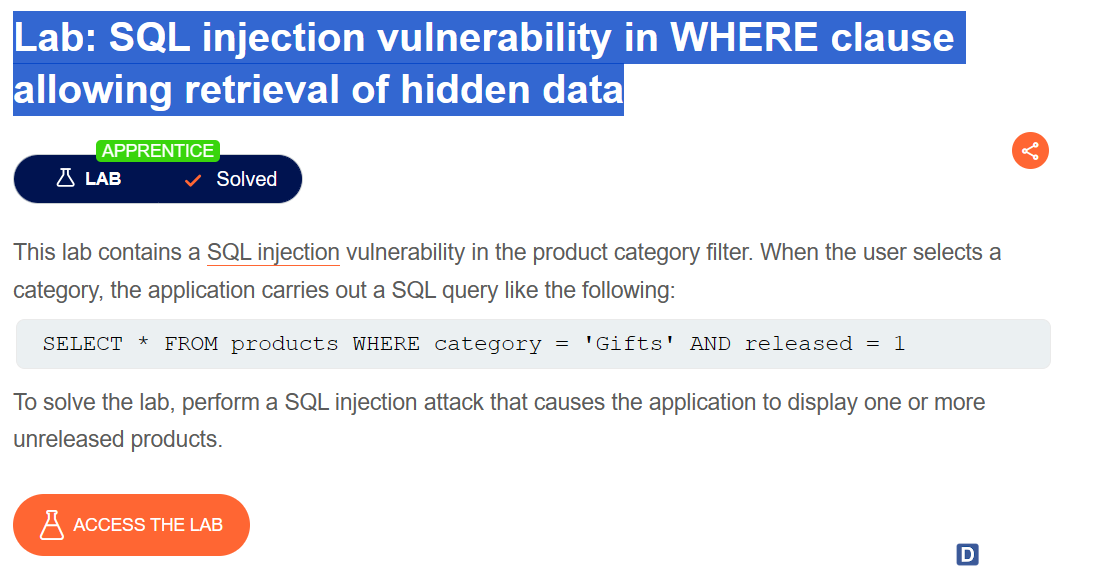 Lab: SQL injection vulnerability in WHERE clause
allowing retrieval of hidden data
APPRENTICE
LAB Solved
This lab contains a SQL injection vulnerability in the product category filter. When the user selects a
category, the application carries out a SQL query like the following:
SELECT * FROM products WHERE category = 'Gifts' AND released = 1
To solve the lab, perform a SQL injection attack that causes the application to display one or more
unreleased products.
ACCESS THE LAB
D